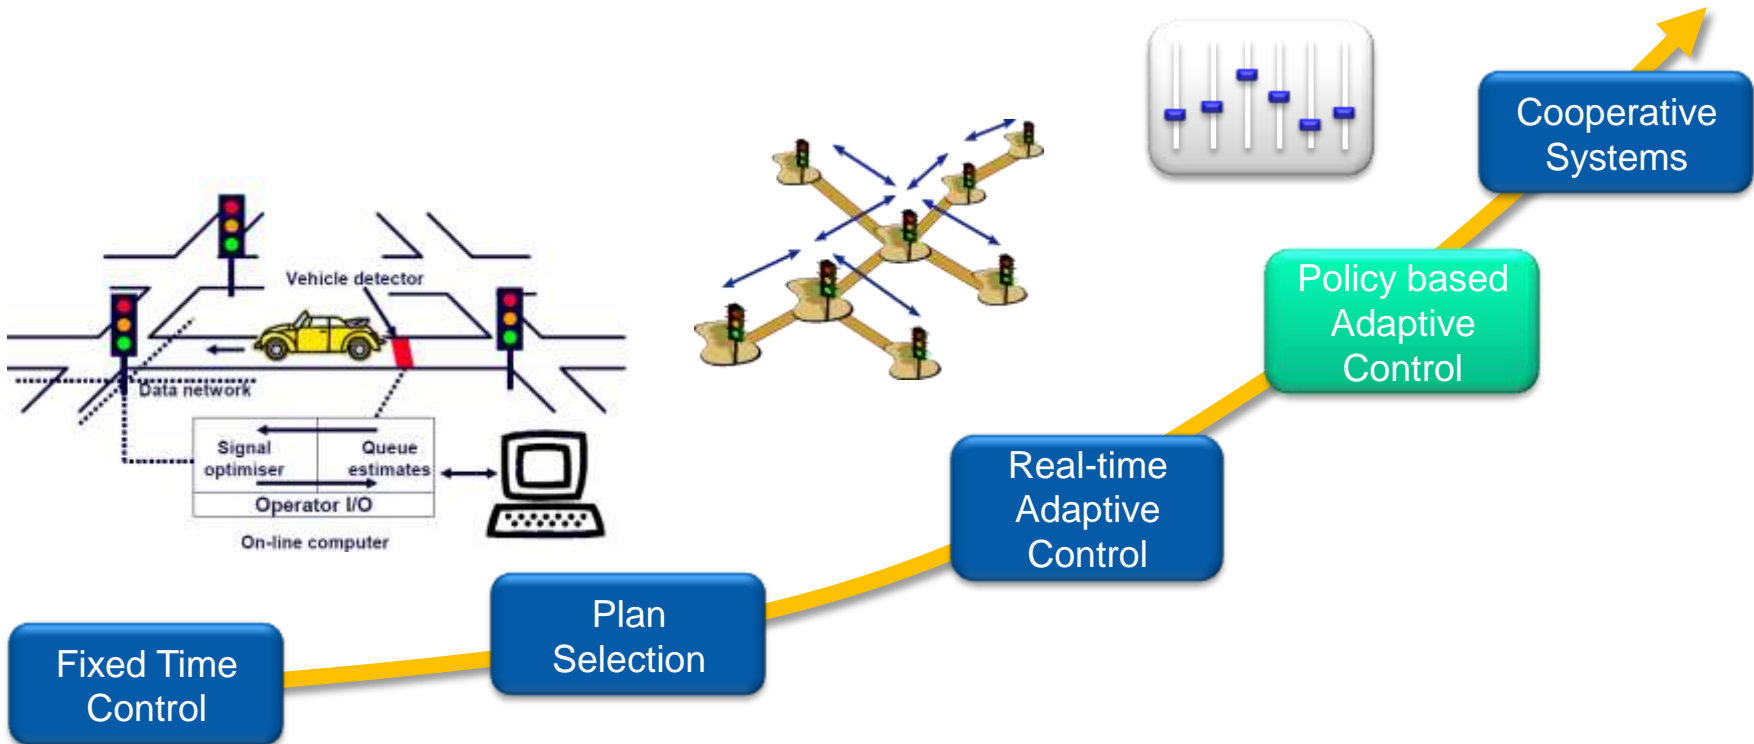 Cooperative
Systems
Policy based
Adaptive
Control
Vehicle detector
Data network
Signal
optimiser
Queue
estimates
Operator I/O
On-line computer
Real-time
Adaptive
Control
Plan
Selection
Fixed Time
Control